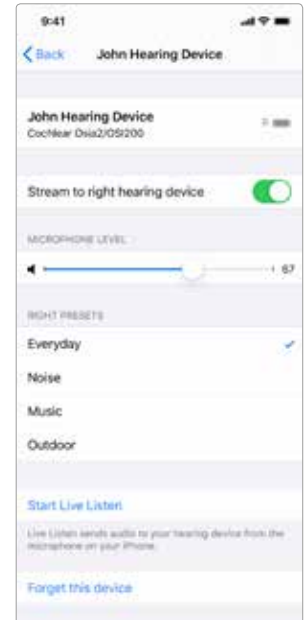 9:41
Back John Hearing Device
John Hearing Device
Cochlear Osia2/OSI200
R
Stream to right hearing device
MICROPHONE LEVEL
67
RIGHT PRESETS
Everyday
Noise
Music
Outdoor
Start Live Listen
Live Listen sends audio to your hearing device from the
microphone on your iPhone.
Forget this device